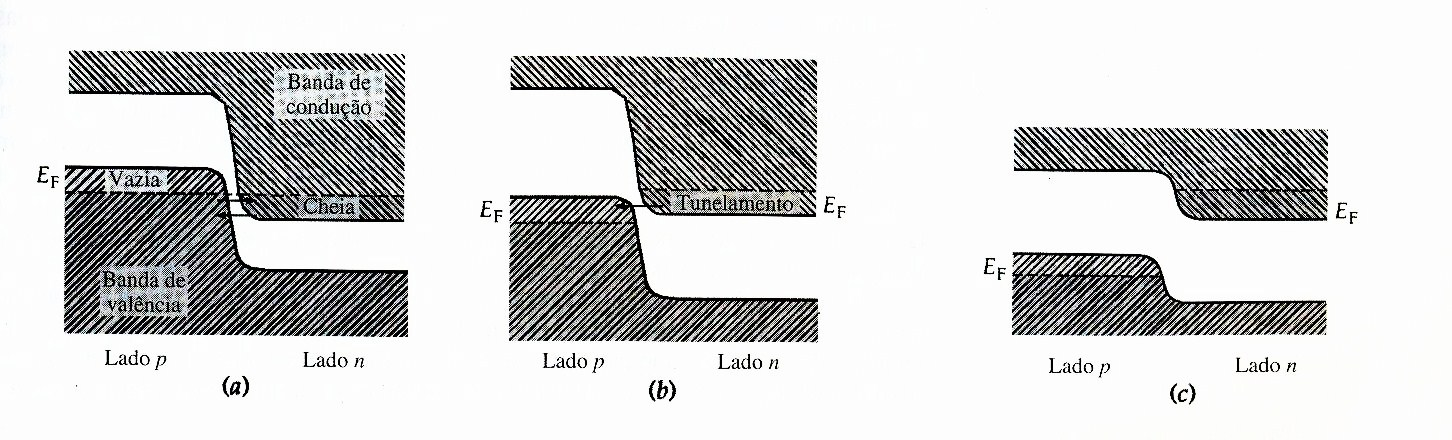 Banda de
condução
E_F
Vazia
Cheia
Banda de
valência
Lado p
Lado n
(a)
E_F
Tunelamento
E_F
Lado p
Lado n
(b)
E_F
E_F
Lado p
Lado n
(c)